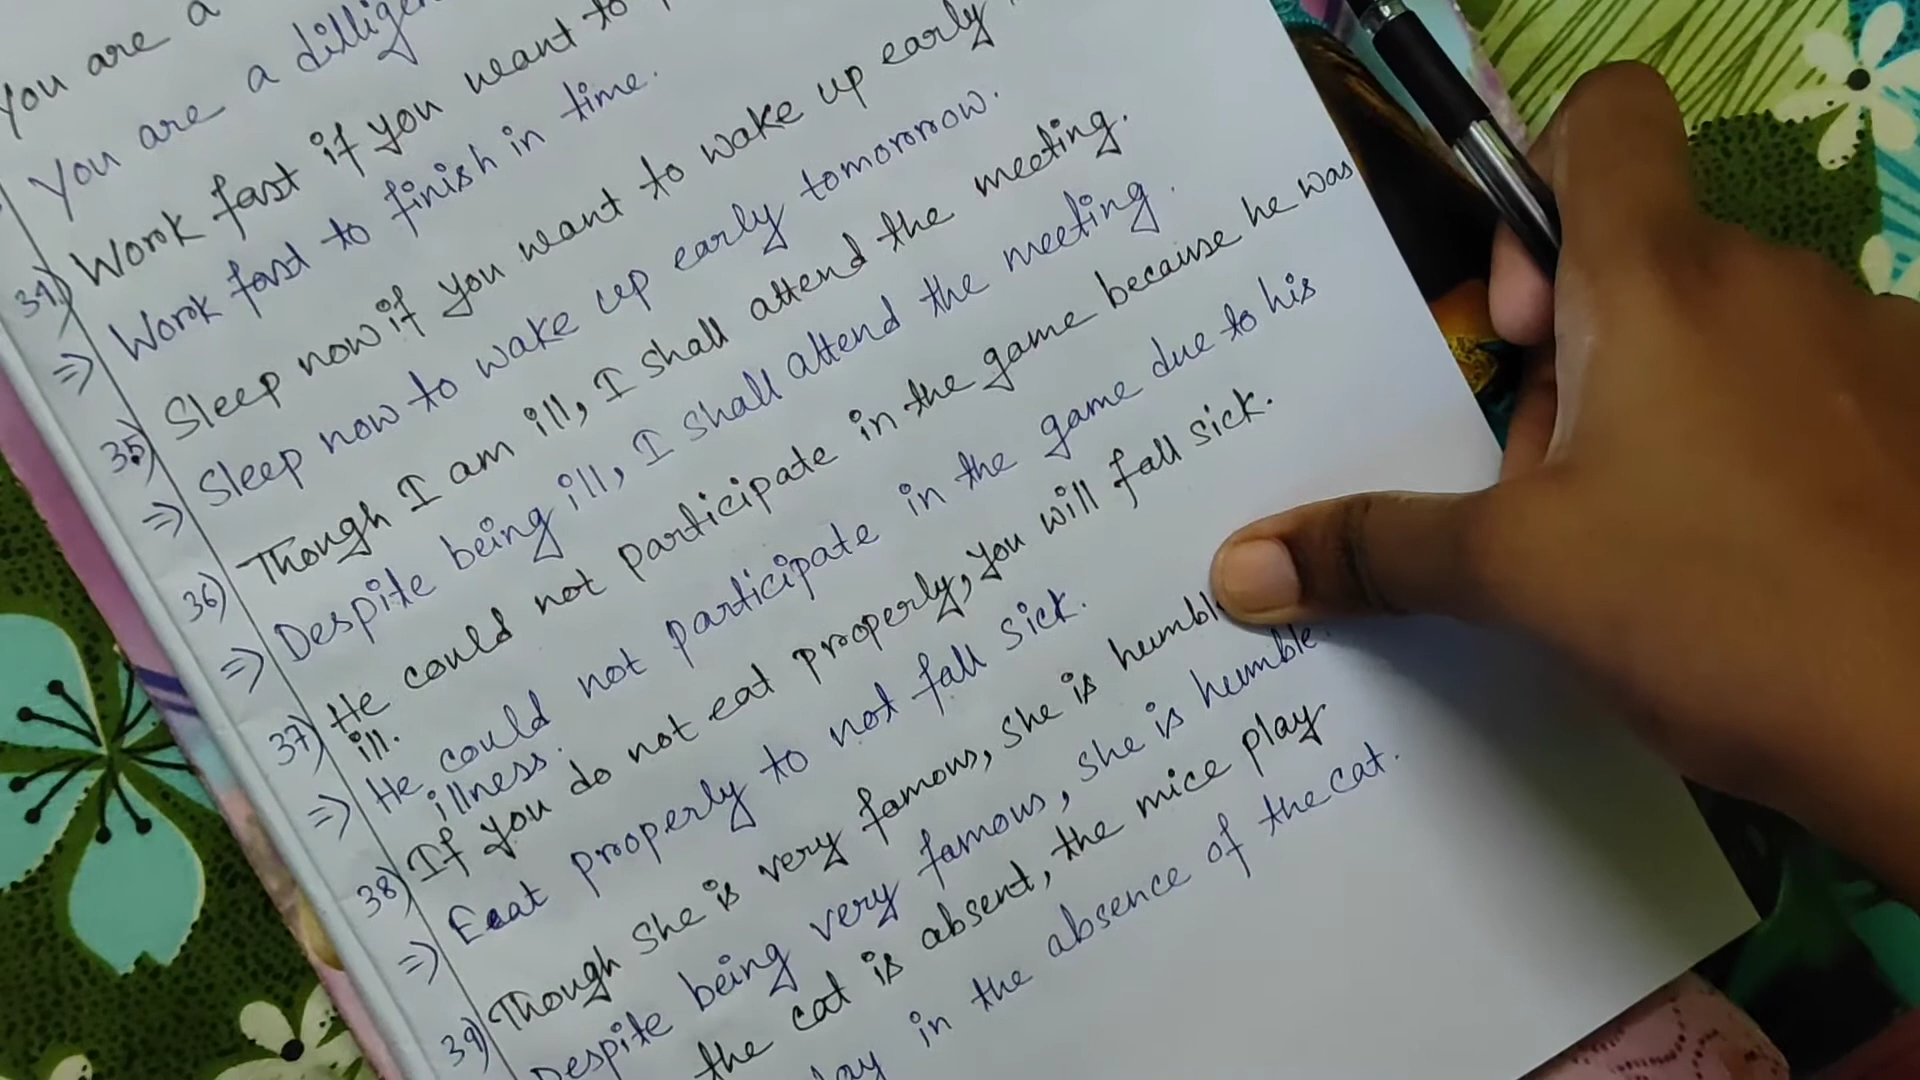 You are a
You are a dillige
34) Work fast if you want to
=> Work fast to finish in time.
35) Sleep now if you want to wake up early
=> Sleep now to wake up early tomorrow.
36) Though I am ill, I shall attend the meeting.
=> Despite being ill, I shall attend the meeting.
37) He could not participate in the game because he was
ill.
=> He could not participate in the game due to his
illness.
38) If you do not eat properly, you will fall sick.
=> Eat properly to not fall sick.
39) Though she is very famous, she is humble
Despite being very famous, she is humble.
the cat is absent, the mice play
in the absence of the cat.